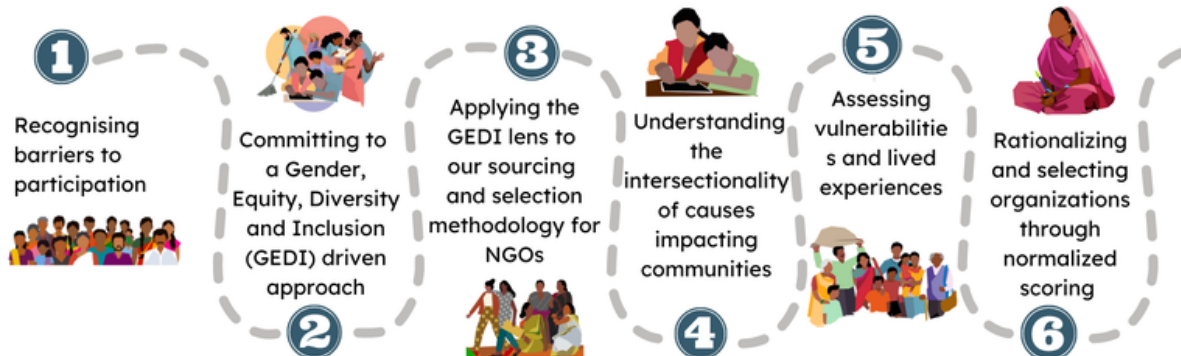 1
Recognising
barriers to
participation
2
Committing to
a Gender,
Equity, Diversity
and Inclusion
(GEDI) driven
approach
3
Applying the
GEDI lens to
our sourcing
and selection
methodology for
NGOs
4
Understanding
the
intersectionality
of causes
impacting
communities
5
Assessing
vulnerabilitie
s and lived
experiences
6
Rationalizing
and selecting
organizations
through
normalized
scoring